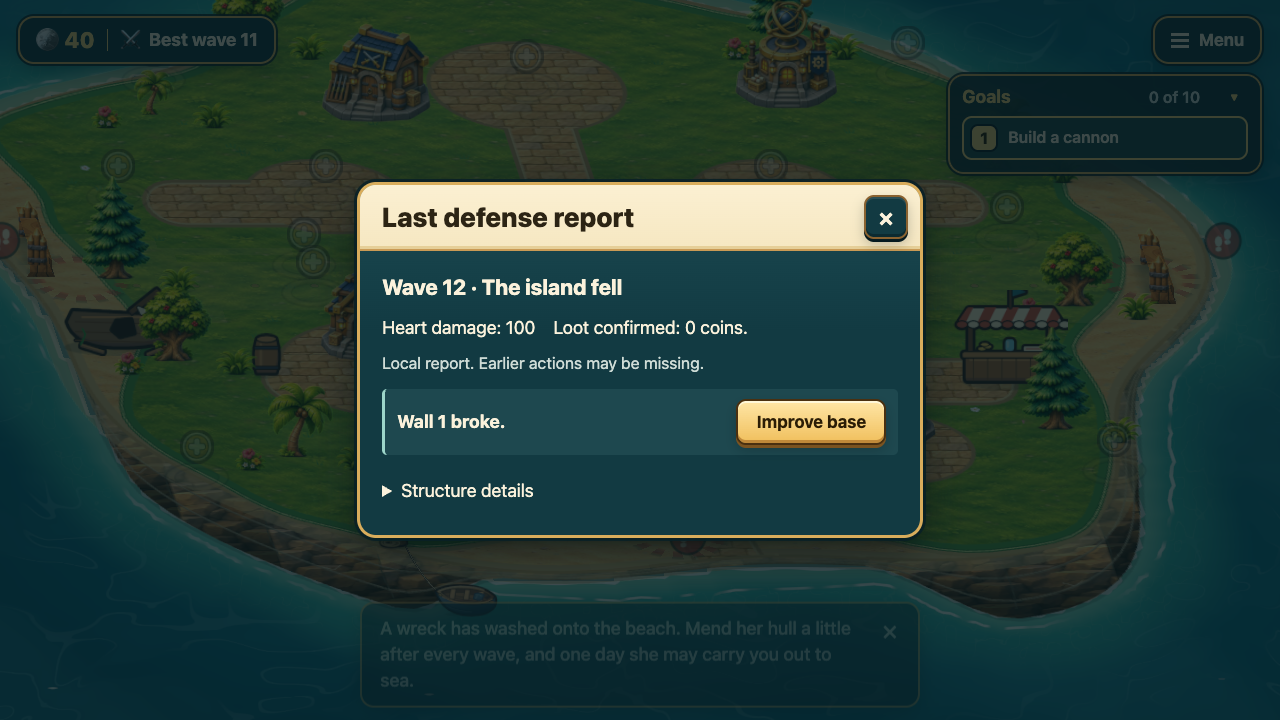 40
Best wave 11
Menu
Goals
0 of 10
1
Build a cannon
Last defense report
Wave 12 · The island fell
Heart damage: 100
Loot confirmed: 0 coins.
Local report. Earlier actions may be missing.
Wall 1 broke.
Improve base
Structure details
A wreck has washed onto the beach. Mend her hull a little
after every wave, and one day she may carry you out to
sea.